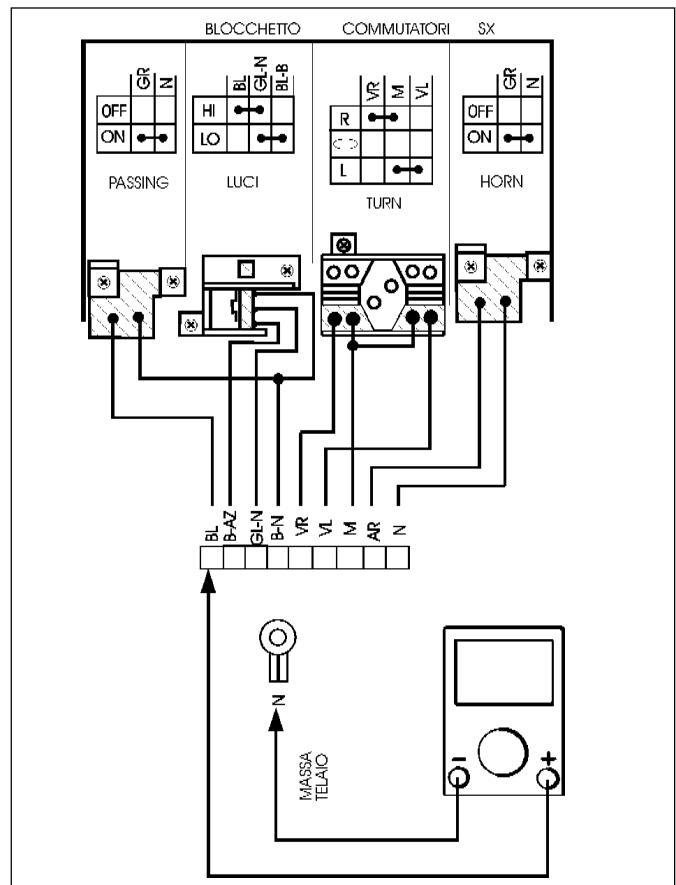 BLOCCHETTO COMMUTATORI SX
GR N
OFF
ON
PASSING
BL GL-N BL-B
HI
LO
LUCI
VR M VL
R
L
TURN
GR N
OFF
ON
HORN
BL B-AZ GL-N B-N VR VL M AR N
N
MASSA
TELAIO
- +